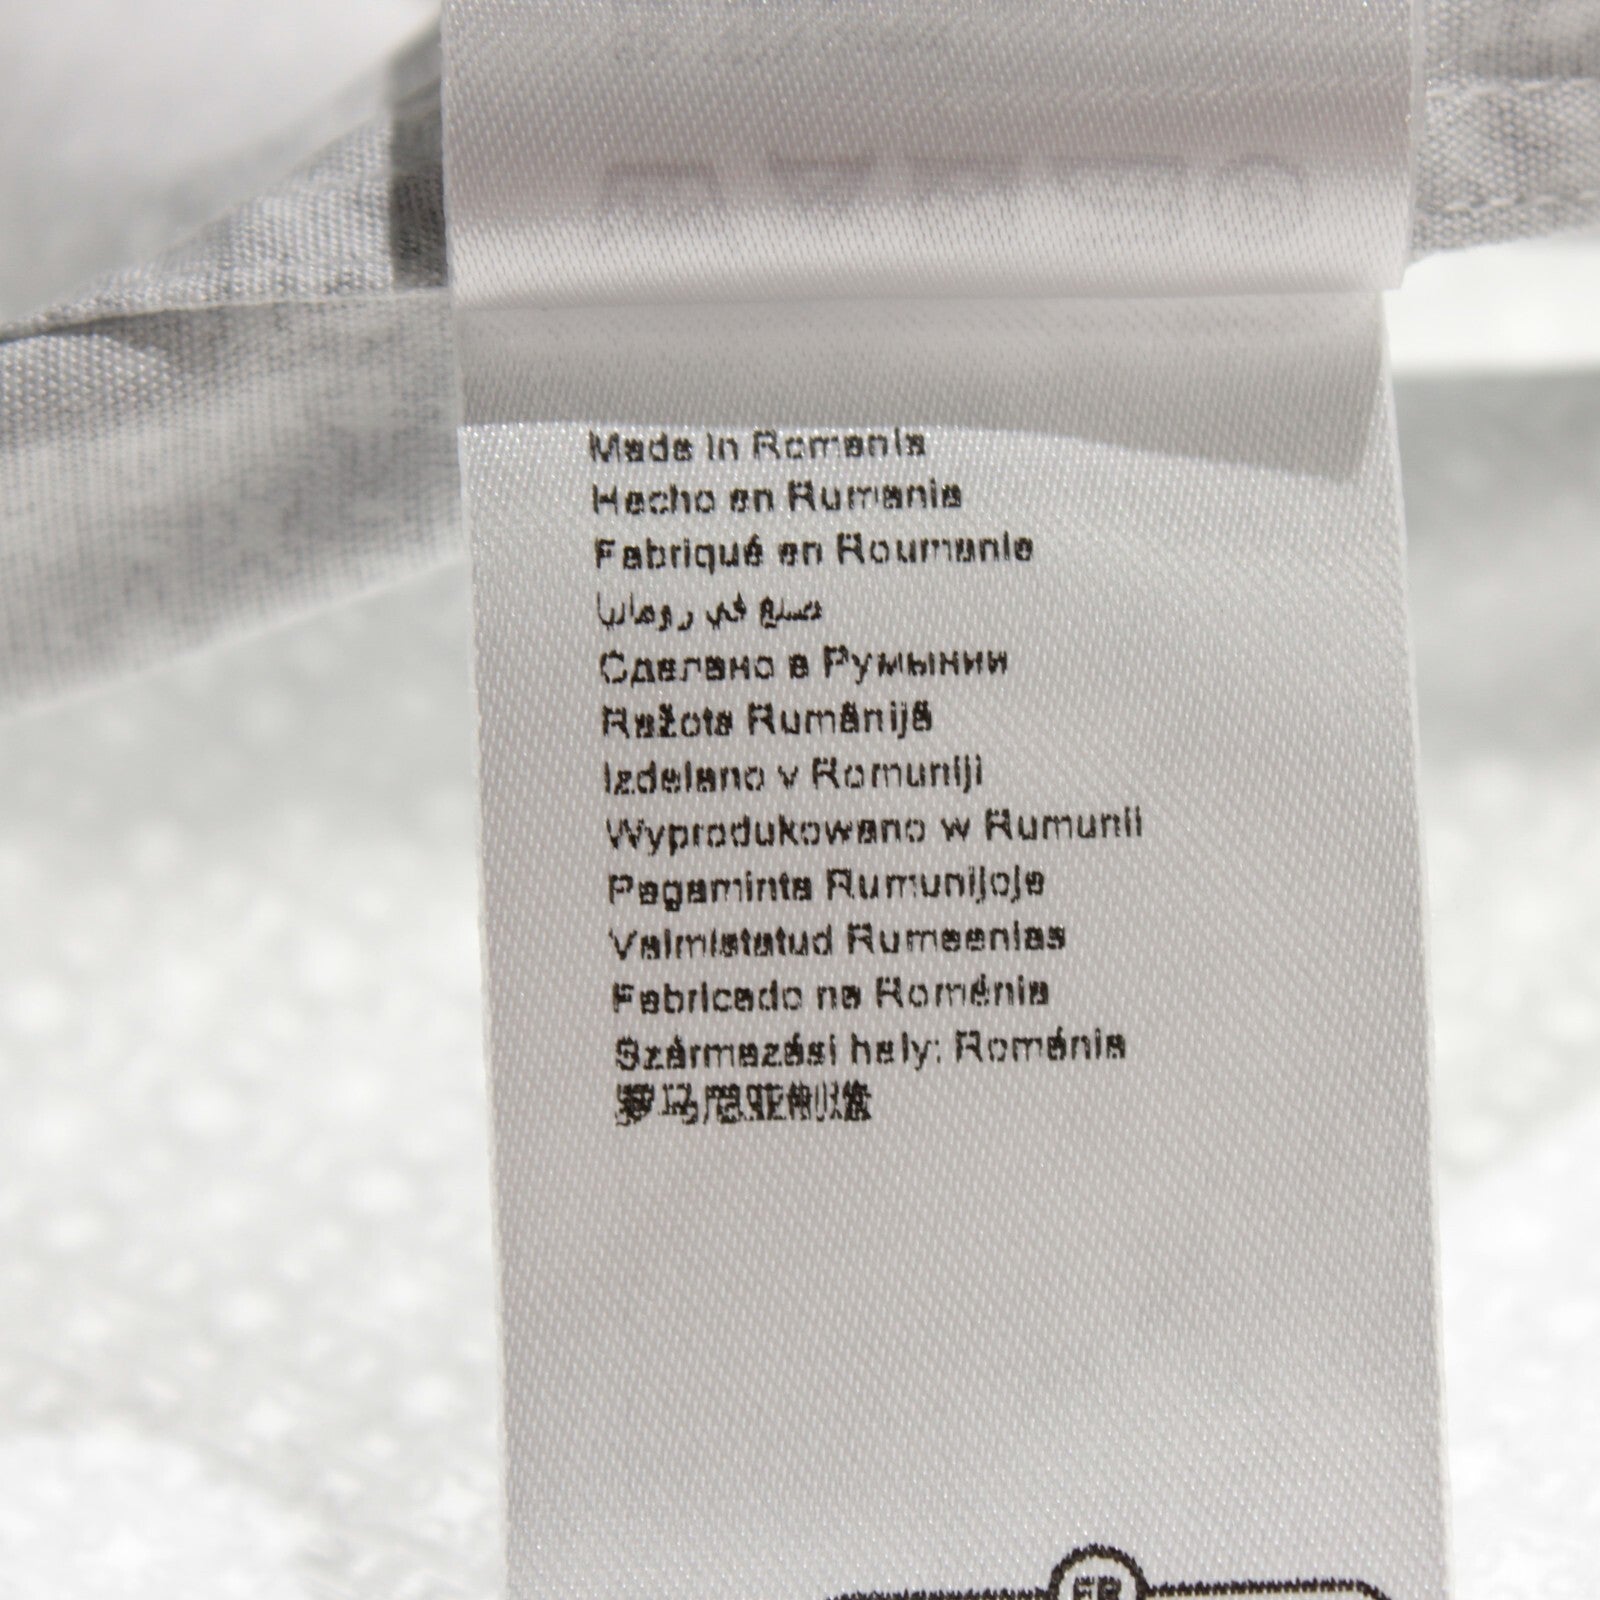 Made in Romania
Hecho en Rumania
Fabriqué en Roumanie
صنع في رومانيا
Сделано в Румынии
Ražots Rumānijā
Izdelano v Romuniji
Wyprodukowano w Rumunii
Pagaminta Rumunijoje
Valmistatud Rumeenias
Fabricado na Roménia
Származási hely: Románia
罗马尼亚制造
FR